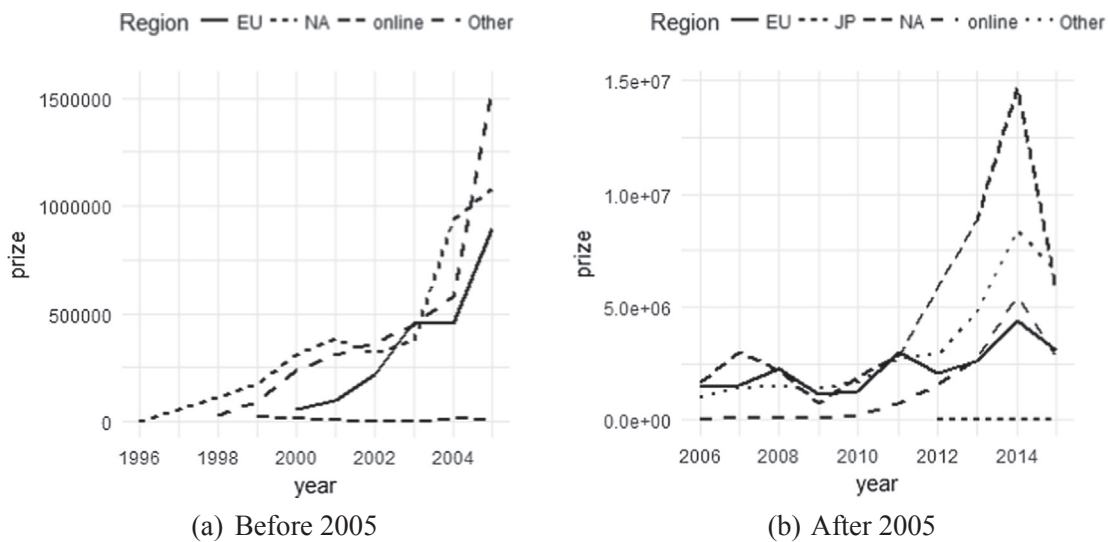 Region EU NA online Other
1500000
1000000
500000
0
prize
1996 1998 2000 2002 2004
year
(a) Before 2005
Region EU JP NA online Other
1.5e+07
1.0e+07
5.0e+06
0.0e+00
prize
2006 2008 2010 2012 2014
year
(b) After 2005